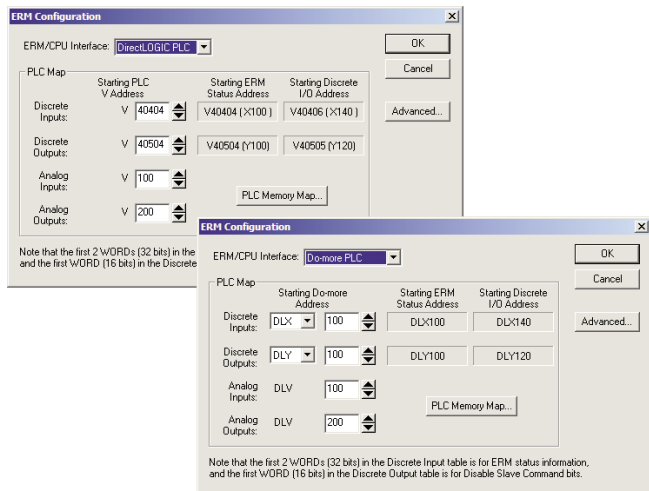 ERM Configuration
ERM/CPU Interface: DirectLOGIC PLC
OK
Cancel
Advanced...
PLC Map
Starting PLC V Address
Starting ERM Status Address
Starting Discrete I/O Address
Discrete Inputs: V 40404 V40404 (X100) V40406 (X140)
Discrete Outputs: V 40504 V40504 (Y100) V40505 (Y120)
Analog Inputs: V 100
Analog Outputs: V 200
PLC Memory Map...
Note that the first 2 WORDs (32 bits) in the
and the first WORD (16 bits) in the Discrete
ERM Configuration
ERM/CPU Interface: Do-more PLC
OK
Cancel
Advanced...
PLC Map
Starting Do-more Address
Starting ERM Status Address
Starting Discrete I/O Address
Discrete Inputs: DLX 100 DLX100 DLX140
Discrete Outputs: DLY 100 DLY100 DLY120
Analog Inputs: DLV 100
Analog Outputs: DLV 200
PLC Memory Map...
Note that the first 2 WORDs (32 bits) in the Discrete Input table is for ERM status information,
and the first WORD (16 bits) in the Discrete Output table is for Disable Slave Command bits.